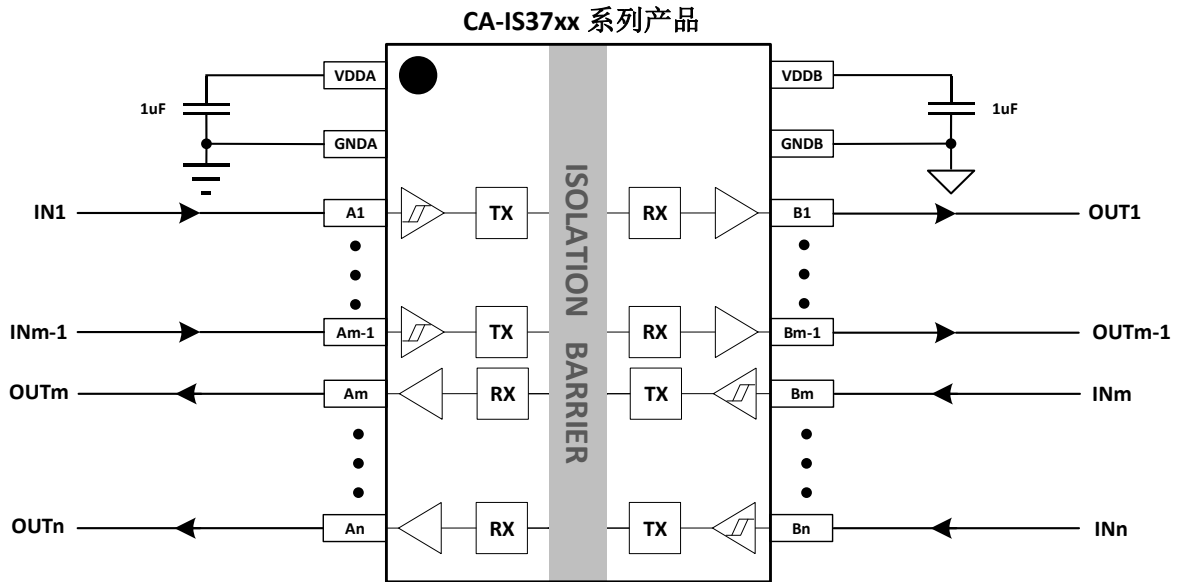 CA-IS37xx 系列产品
VDDA
VDDB
1uF
1uF
GNDA
GNDB
ISOLATION BARRIER
IN1
A1
TX
RX
B1
OUT1
INm-1
Am-1
TX
RX
Bm-1
OUTm-1
OUTm
Am
RX
TX
Bm
INm
OUTn
An
RX
TX
Bn
INn